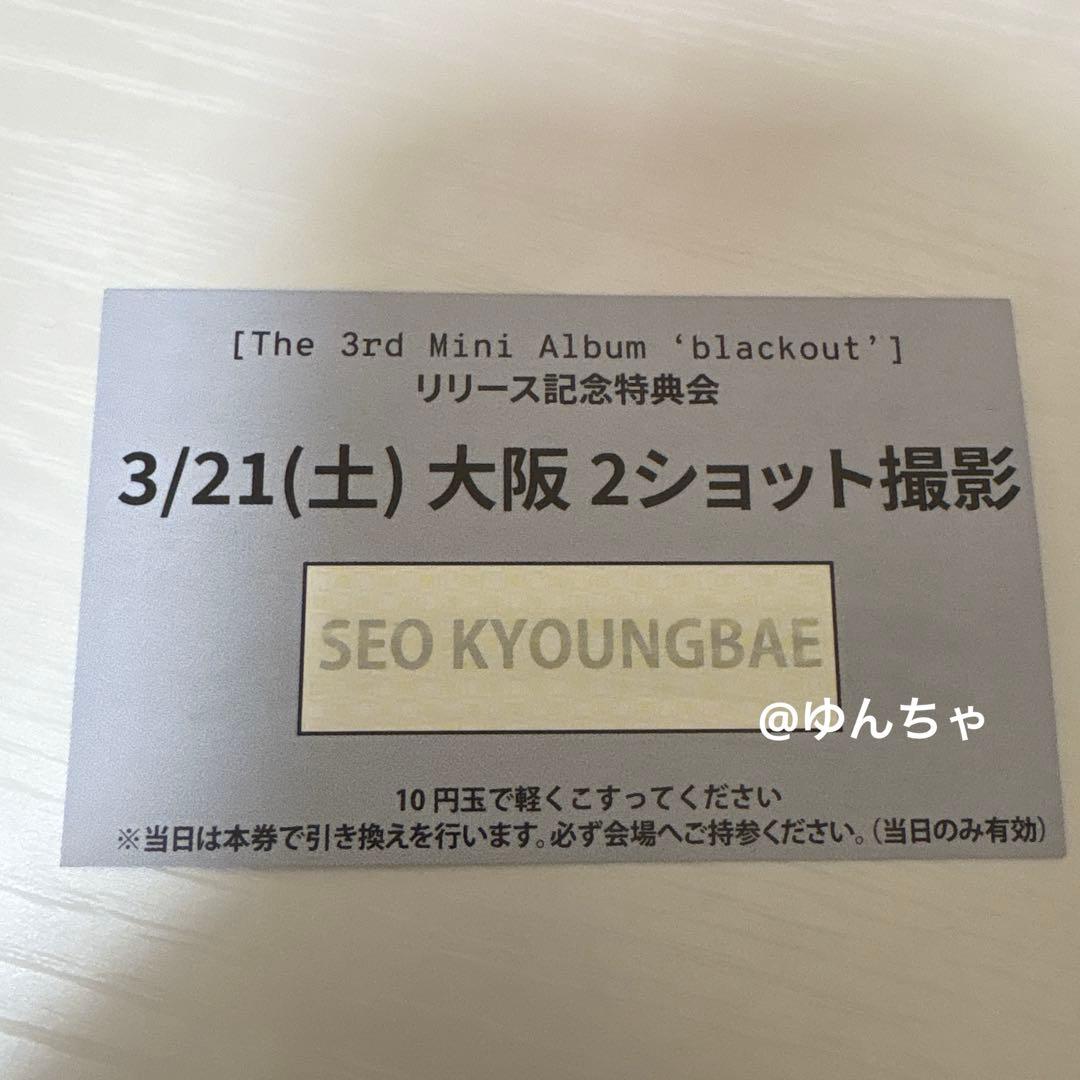 [The 3rd Mini Album ‘blackout’]
リリース記念特典会
3/21(土) 大阪 2ショット撮影
SEO KYOUNGBAE
@ゆんちゃ
10円玉で軽くこすってください
※当日は本券で引き換えを行います。必ず会場へご持参ください。(当日のみ有効)